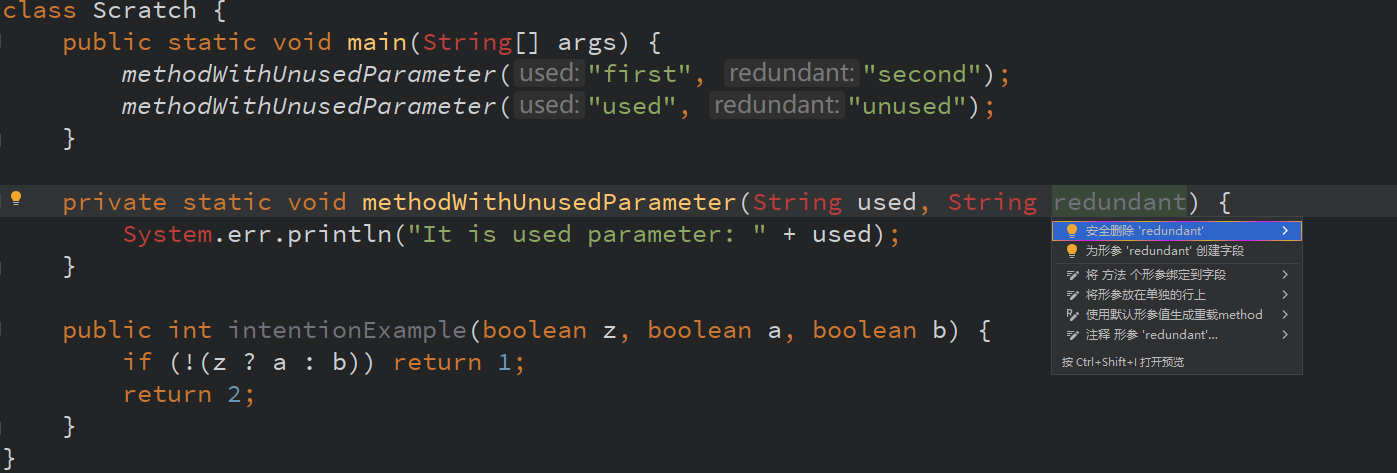 class Scratch {
public static void main(String[] args) {
methodWithUnusedParameter( used: "first", redundant: "second");
methodWithUnusedParameter( used: "used", redundant: "unused");
}
private static void methodWithUnusedParameter(String used, String redundant) {
System.err.println("It is used parameter: " + used);
}
public int intentionExample(boolean z, boolean a, boolean b) {
if (!(z ? a : b)) return 1;
return 2;
}
}
安全删除 'redundant'
为形参 'redundant' 创建字段
将 方法 个形参绑定到字段
将形参放在单独的行上
使用默认形参值生成重载method
注释 形参 'redundant'...
按 Ctrl+Shift+I 打开预览